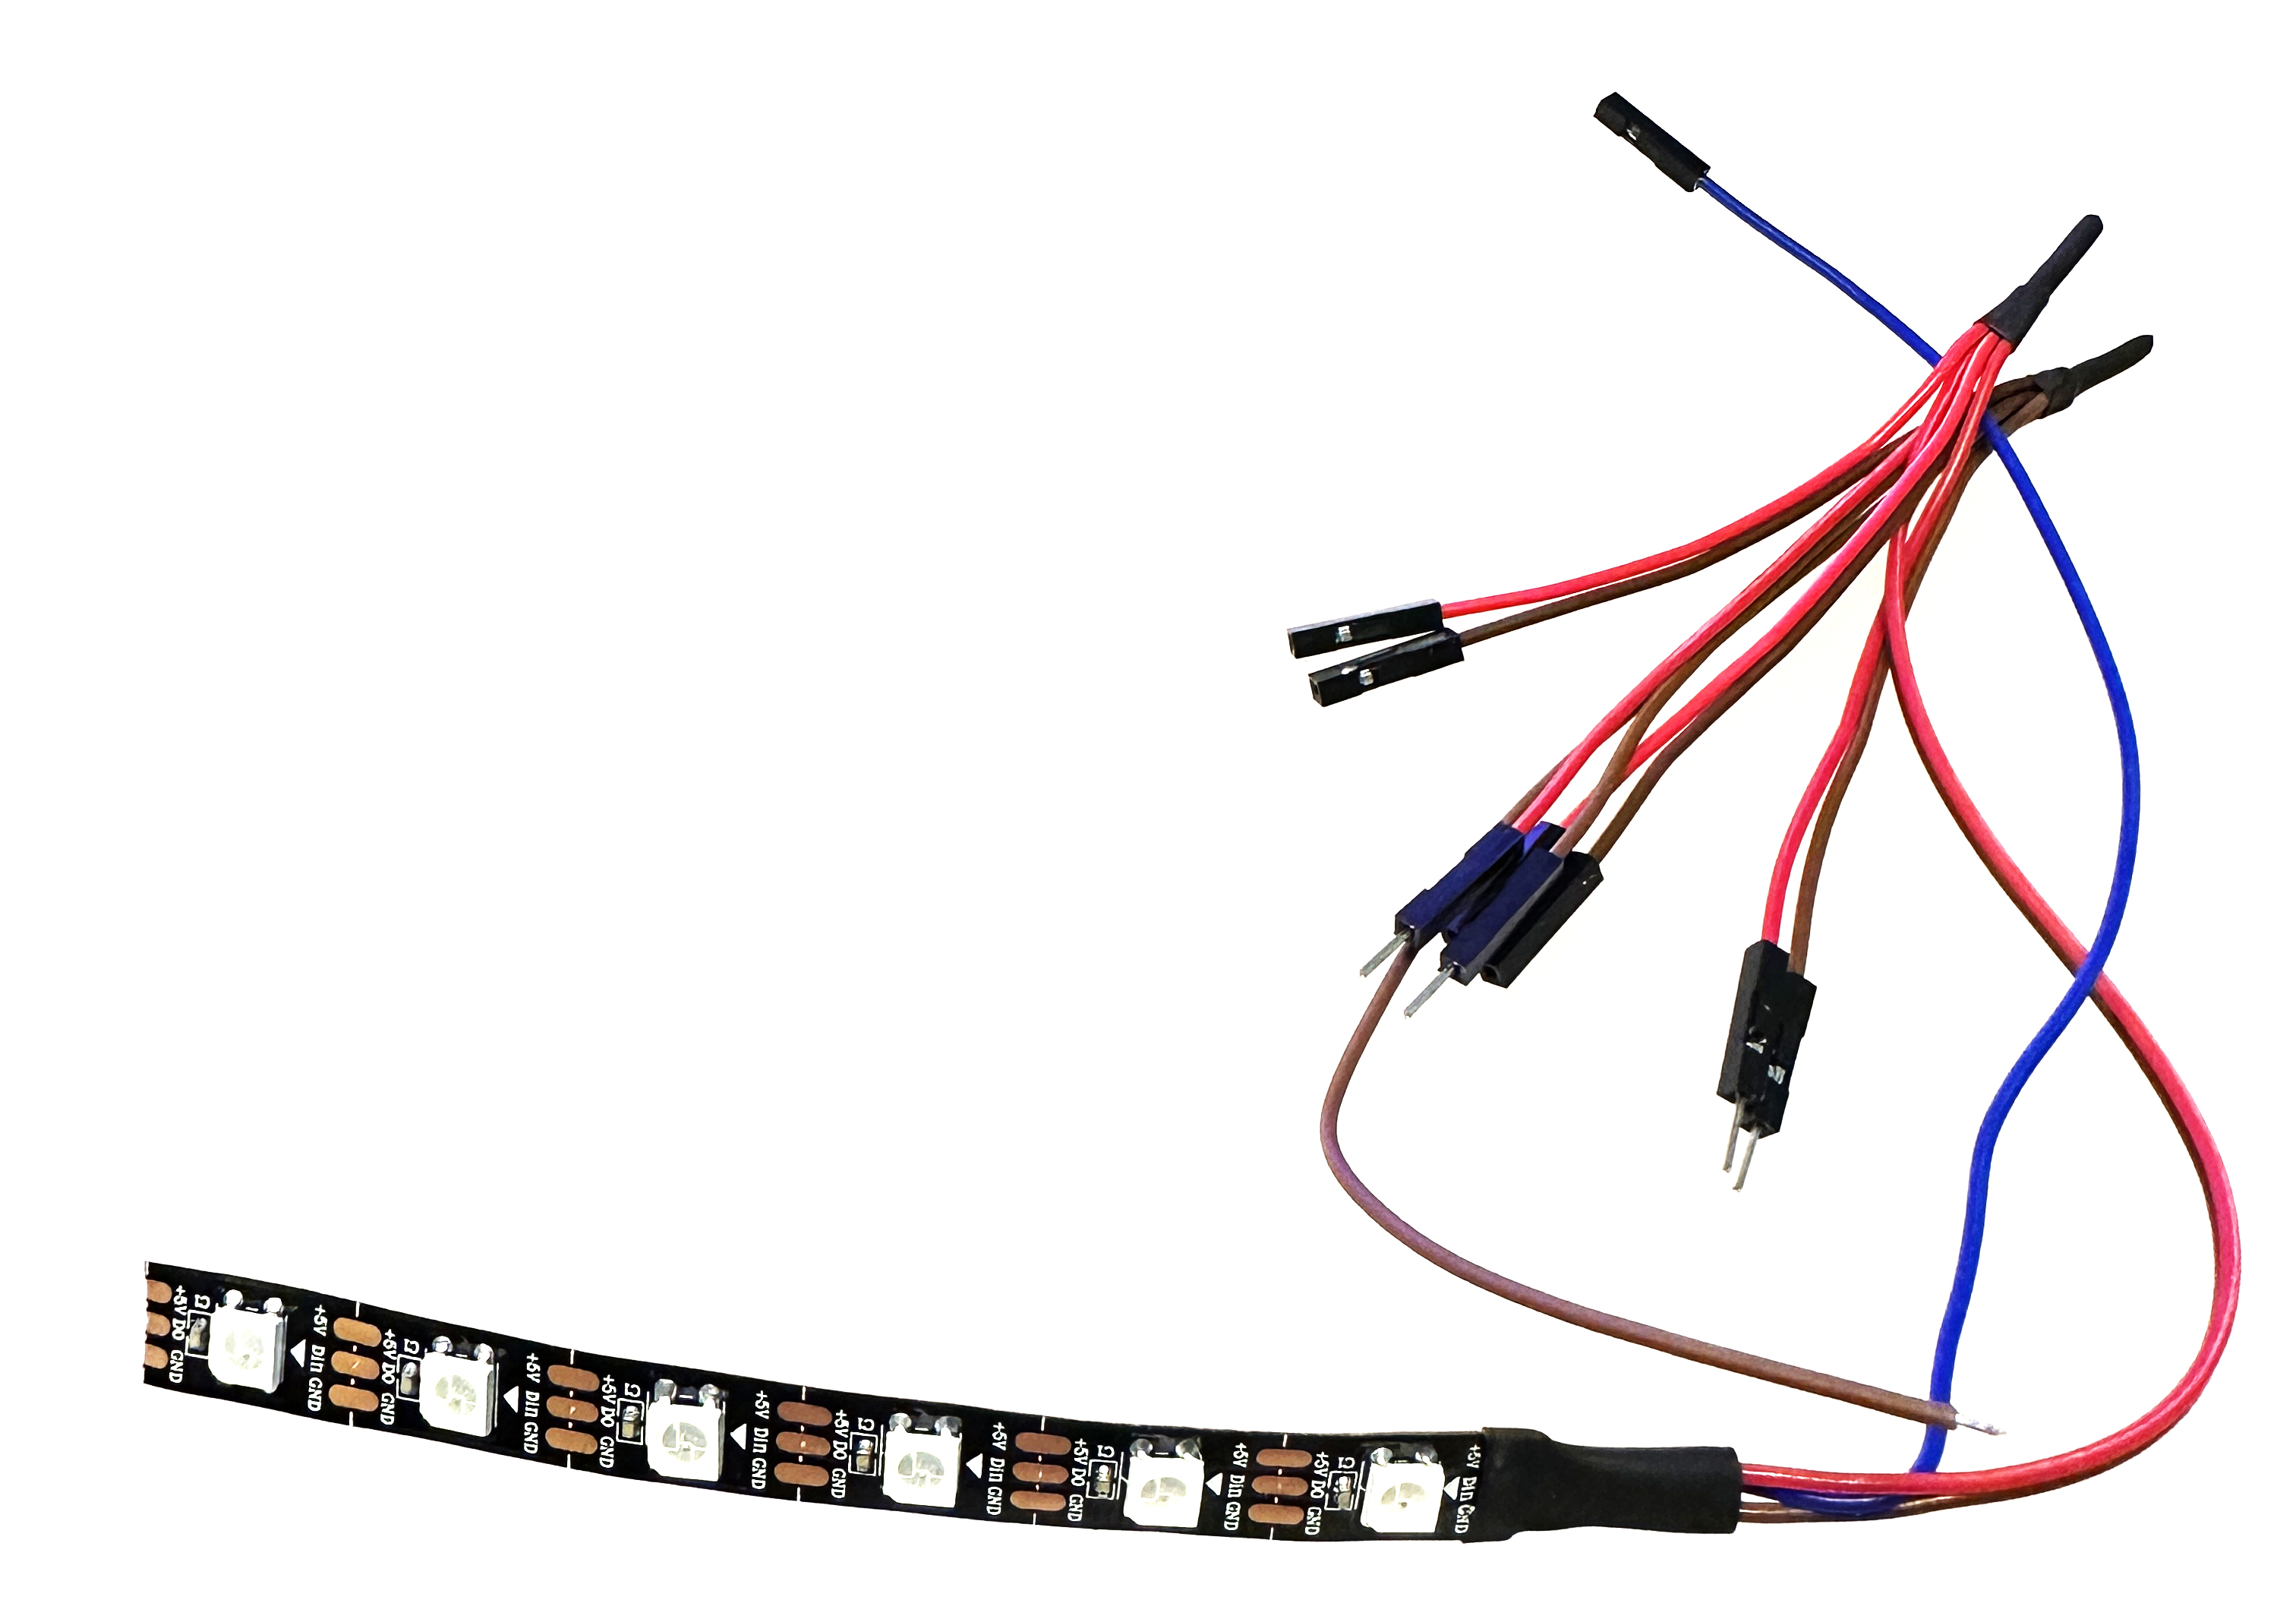 +5V DO GND
Ω
+5V Din GND
+5V DO GND
Ω
+5V Din GND
+5V DO GND
Ω
+5V Din GND
+5V DO GND
Ω
+5V Din GND
+5V DO GND
Ω
+5V Din GND
+5V DO GND
Ω
+5V Din GND